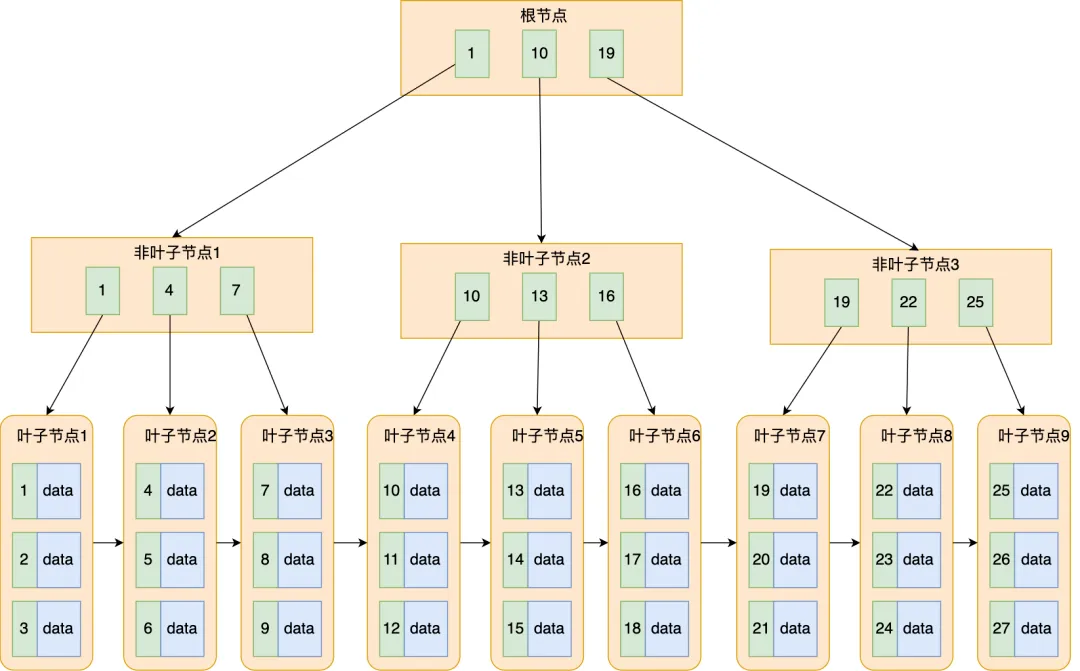 根节点
1 10 19
非叶子节点1
1 4 7
非叶子节点2
10 13 16
非叶子节点3
19 22 25
叶子节点1
1 data
2 data
3 data
叶子节点2
4 data
5 data
6 data
叶子节点3
7 data
8 data
9 data
叶子节点4
10 data
11 data
12 data
叶子节点5
13 data
14 data
15 data
叶子节点6
16 data
17 data
18 data
叶子节点7
19 data
20 data
21 data
叶子节点8
22 data
23 data
24 data
叶子节点9
25 data
26 data
27 data